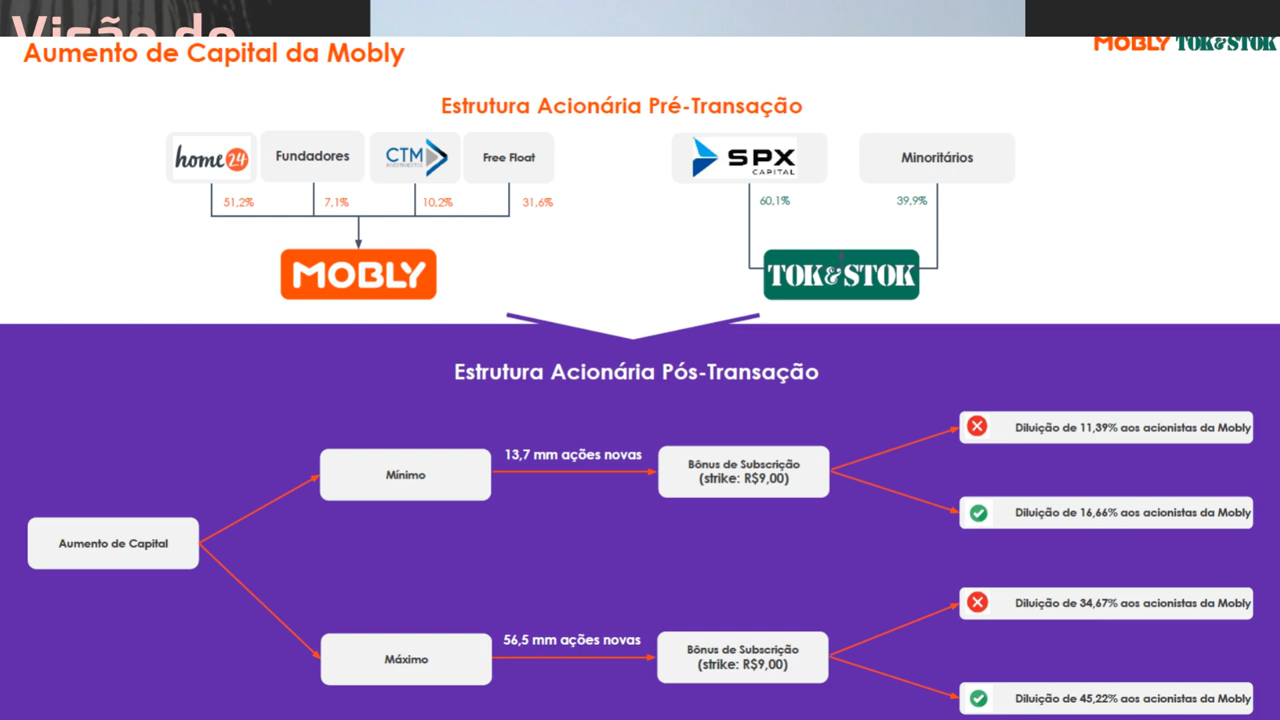 Visão do
Aumento de Capital da Mobly
MOBLY TOK&STOK
Estrutura Acionária Pré-Transação
home24
Fundadores
CTM
Free Float
SPX
CAPITAL
Minoritários
51,2%
7,1%
10,2%
31,6%
60,1%
39,9%
MOBLY
TOK&STOK
Estrutura Acionária Pós-Transação
Aumento de Capital
Mínimo
13,7 mm ações novas
Bônus de Subscrição
(strike: R$9,00)
Diluição de 11,39% aos acionistas da Mobly
Diluição de 16,66% aos acionistas da Mobly
Máximo
56,5 mm ações novas
Bônus de Subscrição
(strike: R$9,00)
Diluição de 34,67% aos acionistas da Mobly
Diluição de 45,22% aos acionistas da Mobly